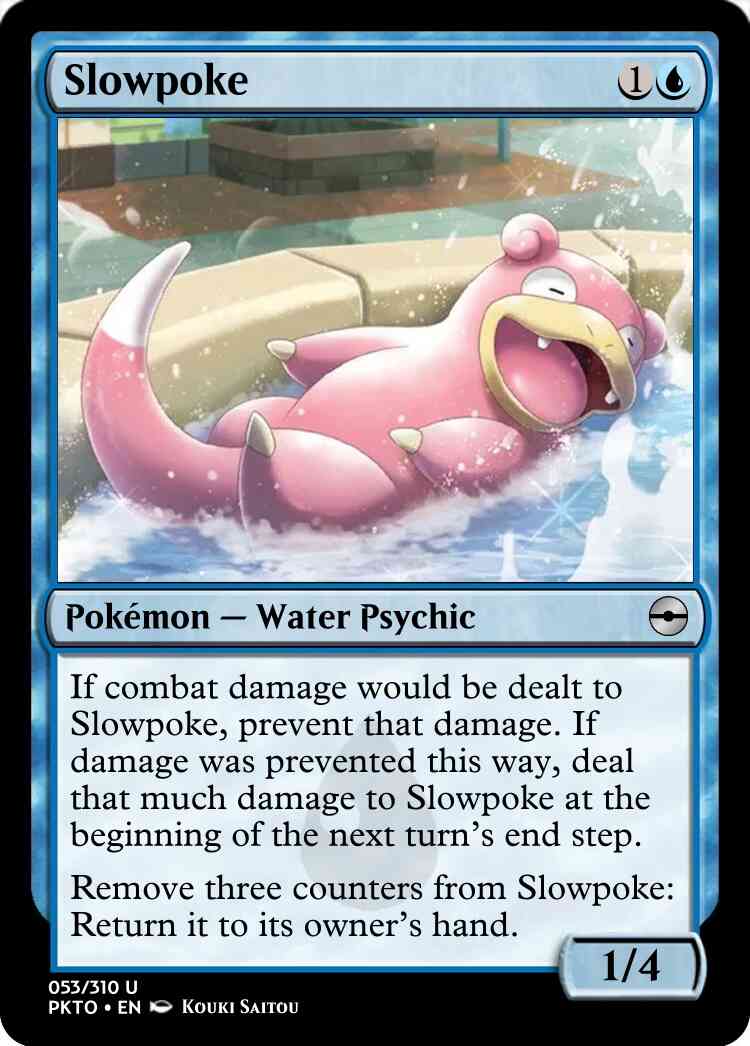 Slowpoke
1
Pokémon — Water Psychic
If combat damage would be dealt to
Slowpoke, prevent that damage. If
damage was prevented this way, deal
that much damage to Slowpoke at the
beginning of the next turn's end step.
Remove three counters from Slowpoke:
Return it to its owner's hand.
1/4
053/310 U
PKTO • EN Kouki Saitou